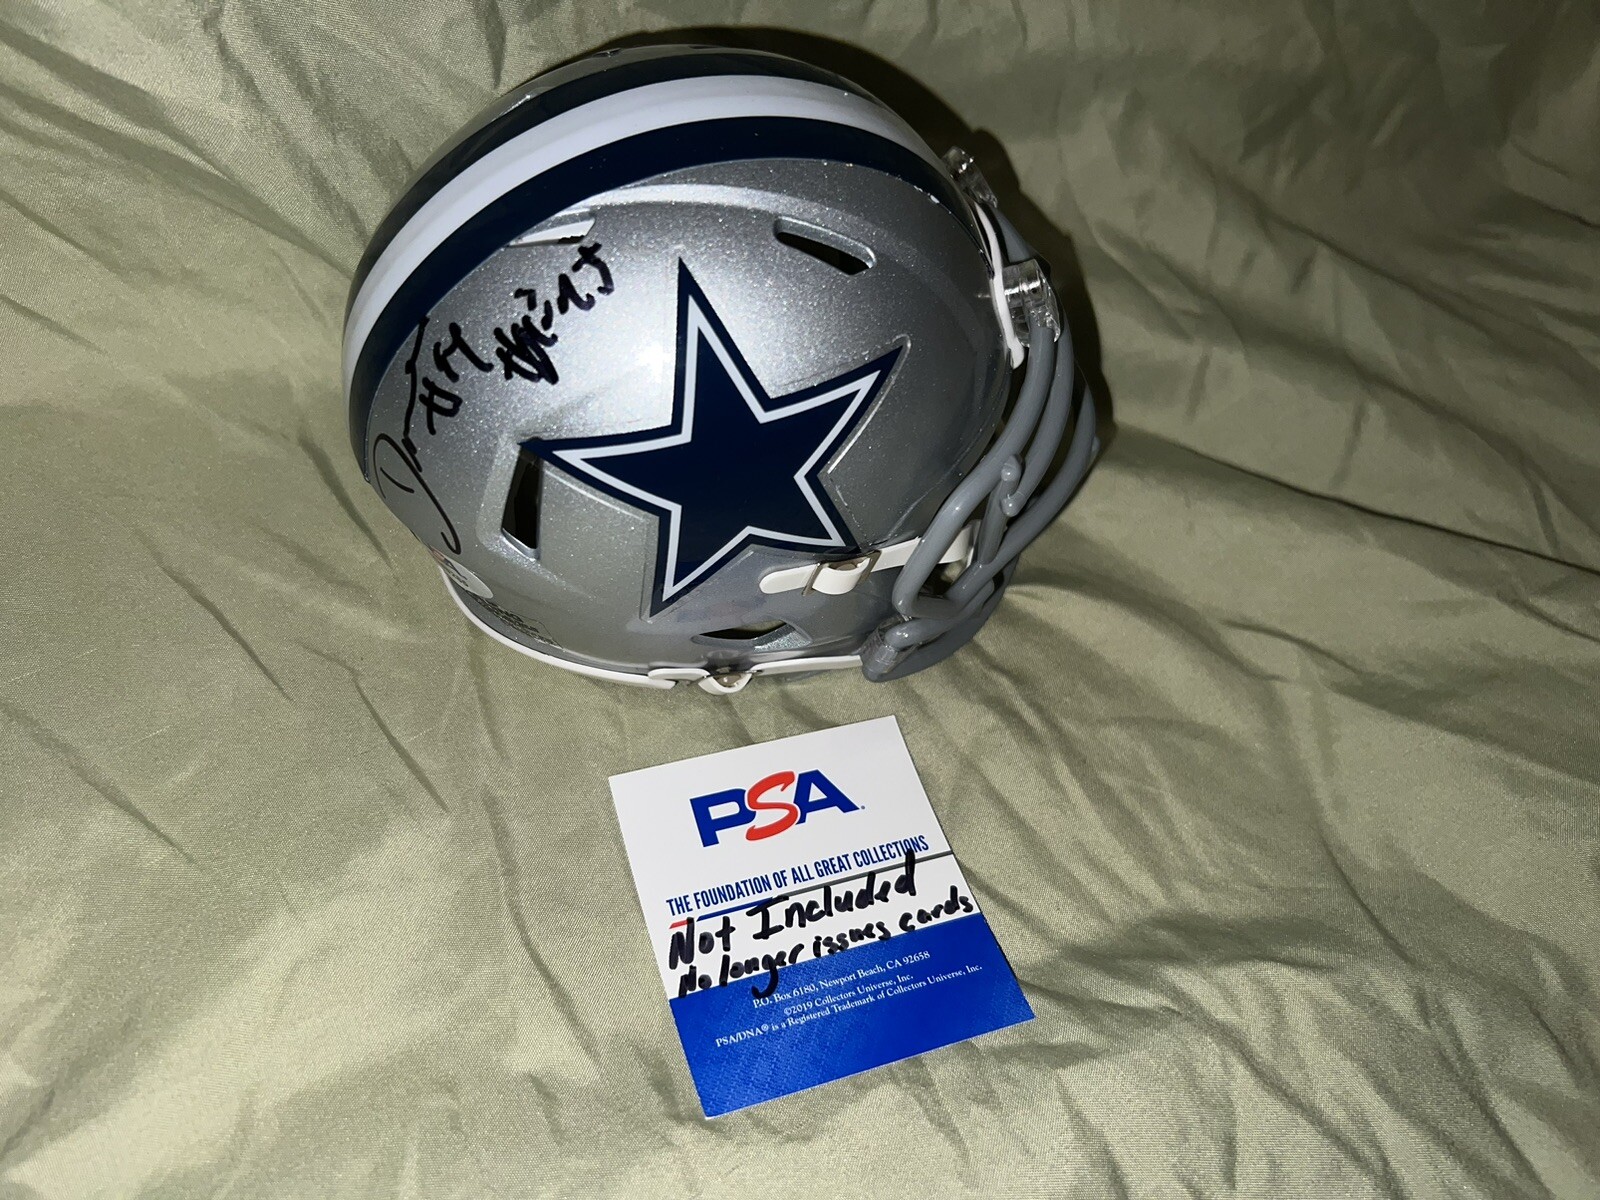 PSA
THE FOUNDATION OF ALL GREAT COLLECTIONS
Not Included
No longer issues cards
P.O. Box 6180, Newport Beach, CA 92658
©2019 Collectors Universe, Inc.
PSA/DNA® is a Registered Trademark of Collectors Universe, Inc.